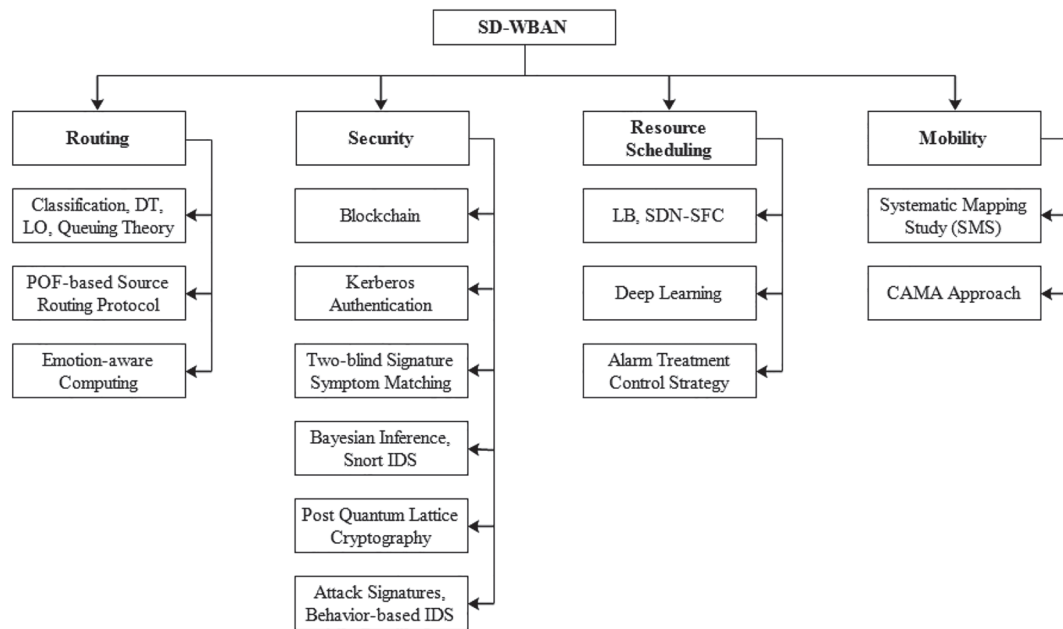 SD-WBAN
Routing
Classification, DT,
LO, Queuing Theory
POF-based Source
Routing Protocol
Emotion-aware
Computing
Security
Blockchain
Kerberos
Authentication
Two-blind Signature
Symptom Matching
Bayesian Inference,
Snort IDS
Post Quantum Lattice
Cryptography
Attack Signatures,
Behavior-based IDS
Resource
Scheduling
LB, SDN-SFC
Deep Learning
Alarm Treatment
Control Strategy
Mobility
Systematic Mapping
Study (SMS)
CAMA Approach